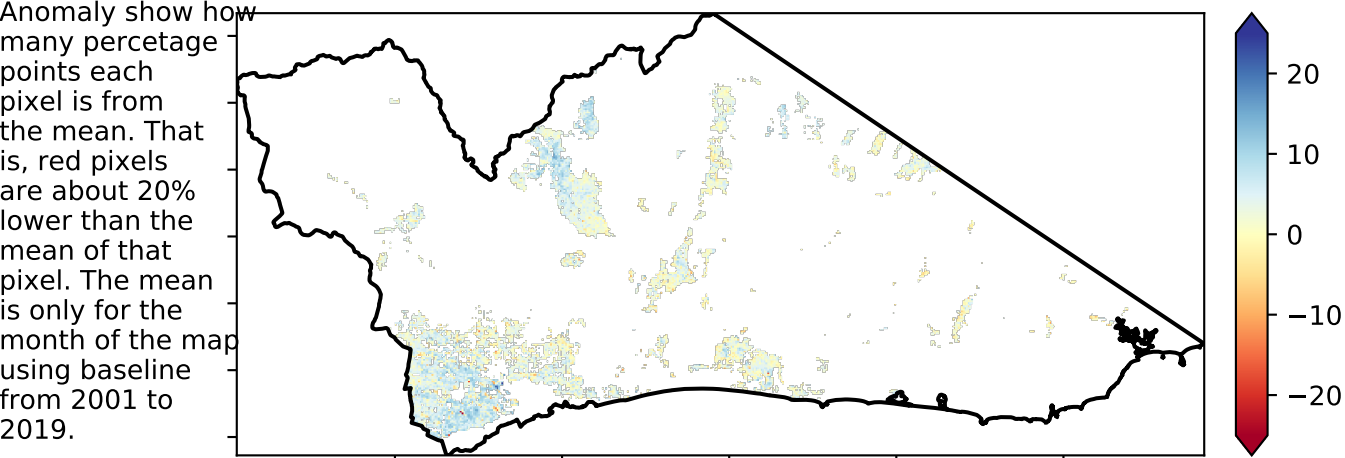 Anomaly show how
many percetage
points each
pixel is from
the mean. That
is, red pixels
are about 20%
lower than the
mean of that
pixel. The mean
is only for the
month of the map
using baseline
from 2001 to
2019.
20
10
0
−10
−20